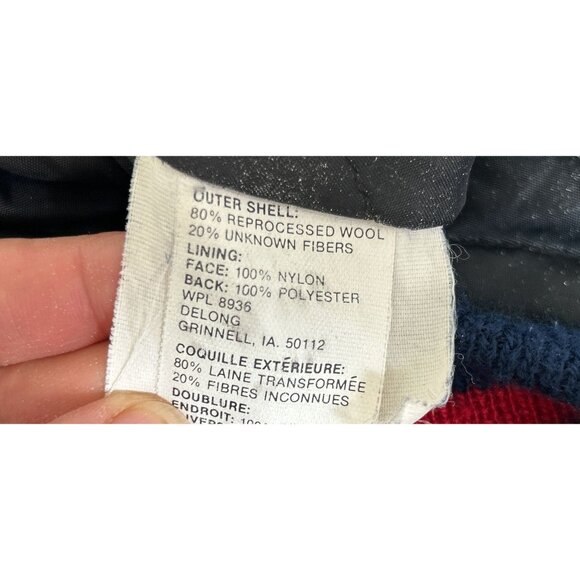 OUTER SHELL:
80% REPROCESSED WOOL
20% UNKNOWN FIBERS
LINING:
FACE: 100% NYLON
BACK: 100% POLYESTER
WPL 8936
DELONG
GRINNELL, IA. 50112
COQUILLE EXTÉRIEURE:
80% LAINE TRANSFORMÉE
20% FIBRES INCONNUES
DOUBLURE:
ENDROIT: